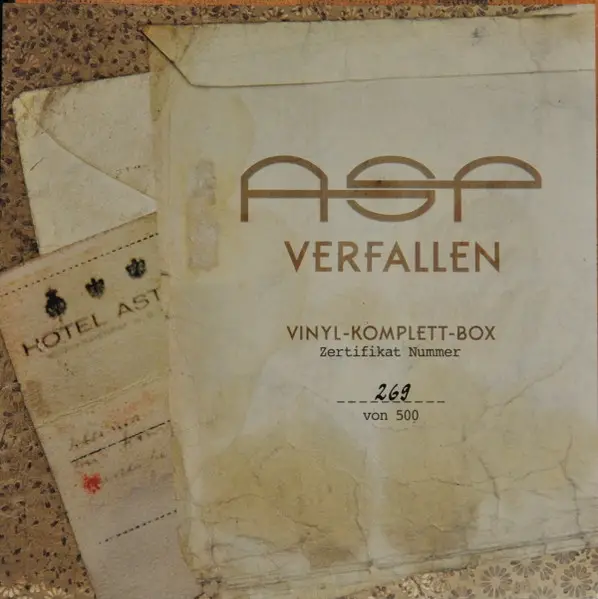 ASP
VERFALLEN
HOTEL AST
VINYL-KOMPLETT-BOX
Zertifikat Nummer
269
von 500